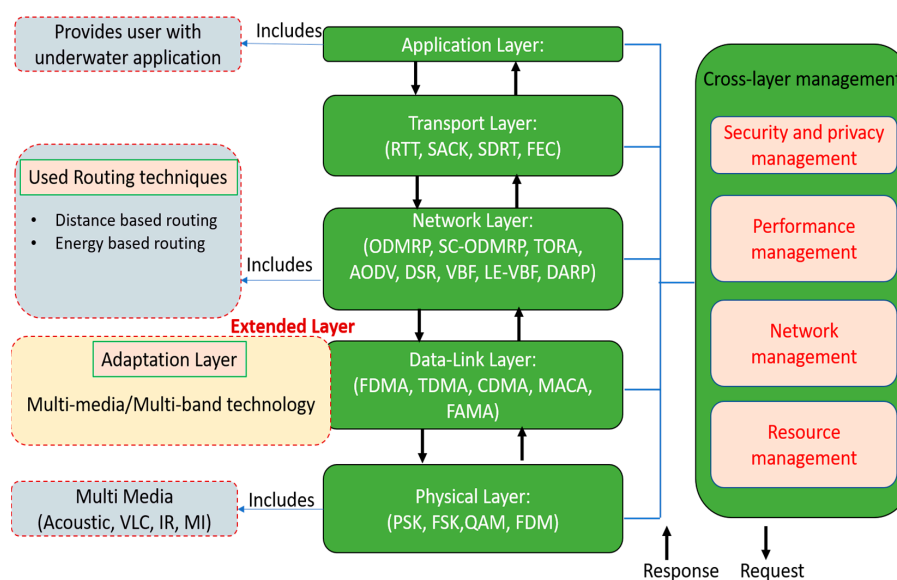 Provides user with
underwater application
Includes
Application Layer:
Transport Layer:
(RTT, SACK, SDRT, FEC)
Used Routing techniques
• Distance based routing
• Energy based routing
Includes
Network Layer:
(ODMRP, SC-ODMRP, TORA,
AODV, DSR, VBF, LE-VBF, DARP)
Extended Layer
Adaptation Layer
Multi-media/Multi-band technology
Data-Link Layer:
(FDMA, TDMA, CDMA, MACA,
FAMA)
Multi Media
(Acoustic, VLC, IR, MI)
Includes
Physical Layer:
(PSK, FSK,QAM, FDM)
Cross-layer management
Security and privacy
management
Performance
management
Network
management
Resource
management
Response
Request